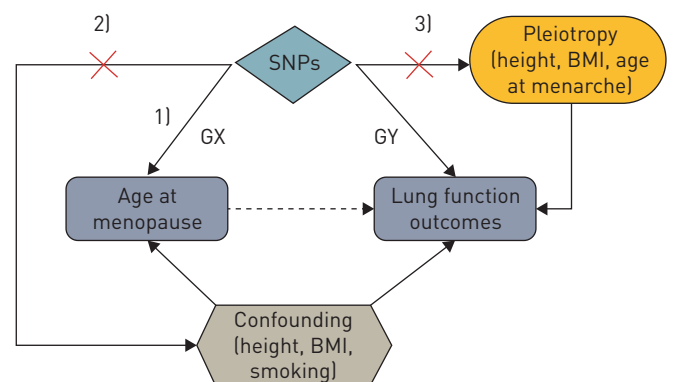 2)
SNPs
3)
Pleiotropy
(height, BMI, age
at menarche)
1)
GX
GY
Age at
menopause
Lung function
outcomes
Confounding
(height, BMI,
smoking)